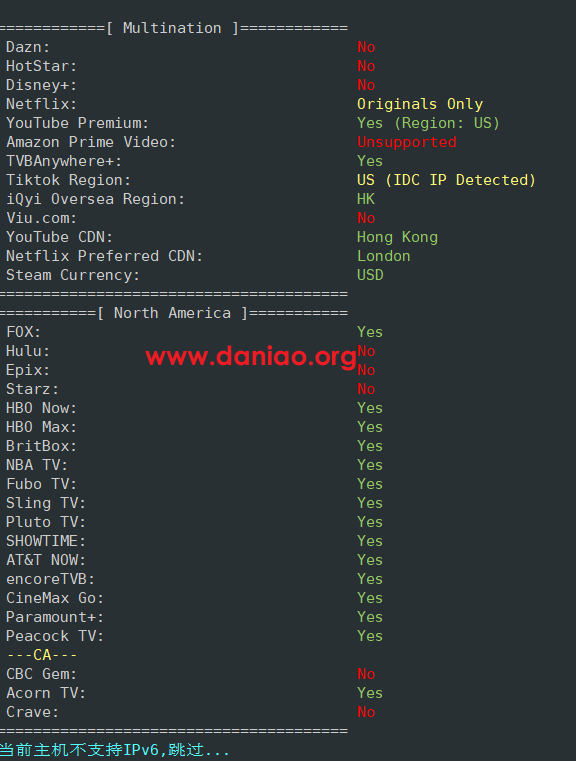 ============[ Multination ]============
Dazn: No
HotStar: No
Disney+: No
Netflix: Originals Only
YouTube Premium: Yes (Region: US)
Amazon Prime Video: Unsupported
TVBAnywhere+: Yes
Tiktok Region: US (IDC IP Detected)
iQyi Oversea Region: HK
Viu.com: No
YouTube CDN: Hong Kong
Netflix Preferred CDN: London
Steam Currency: USD
=======================================
===========[ North America ]===========
FOX: Yes
Hulu: No
www.daniao.org
Epix: No
Starz: No
HBO Now: Yes
HBO Max: Yes
BritBox: Yes
NBA TV: Yes
Fubo TV: Yes
Sling TV: Yes
Pluto TV: Yes
SHOWTIME: Yes
AT&T NOW: Yes
encoreTVB: Yes
CineMax Go: Yes
Paramount+: Yes
Peacock TV: Yes
---CA---
CBC Gem: No
Acorn TV: Yes
Crave: No
=======================================
当前主机不支持IPv6,跳过...